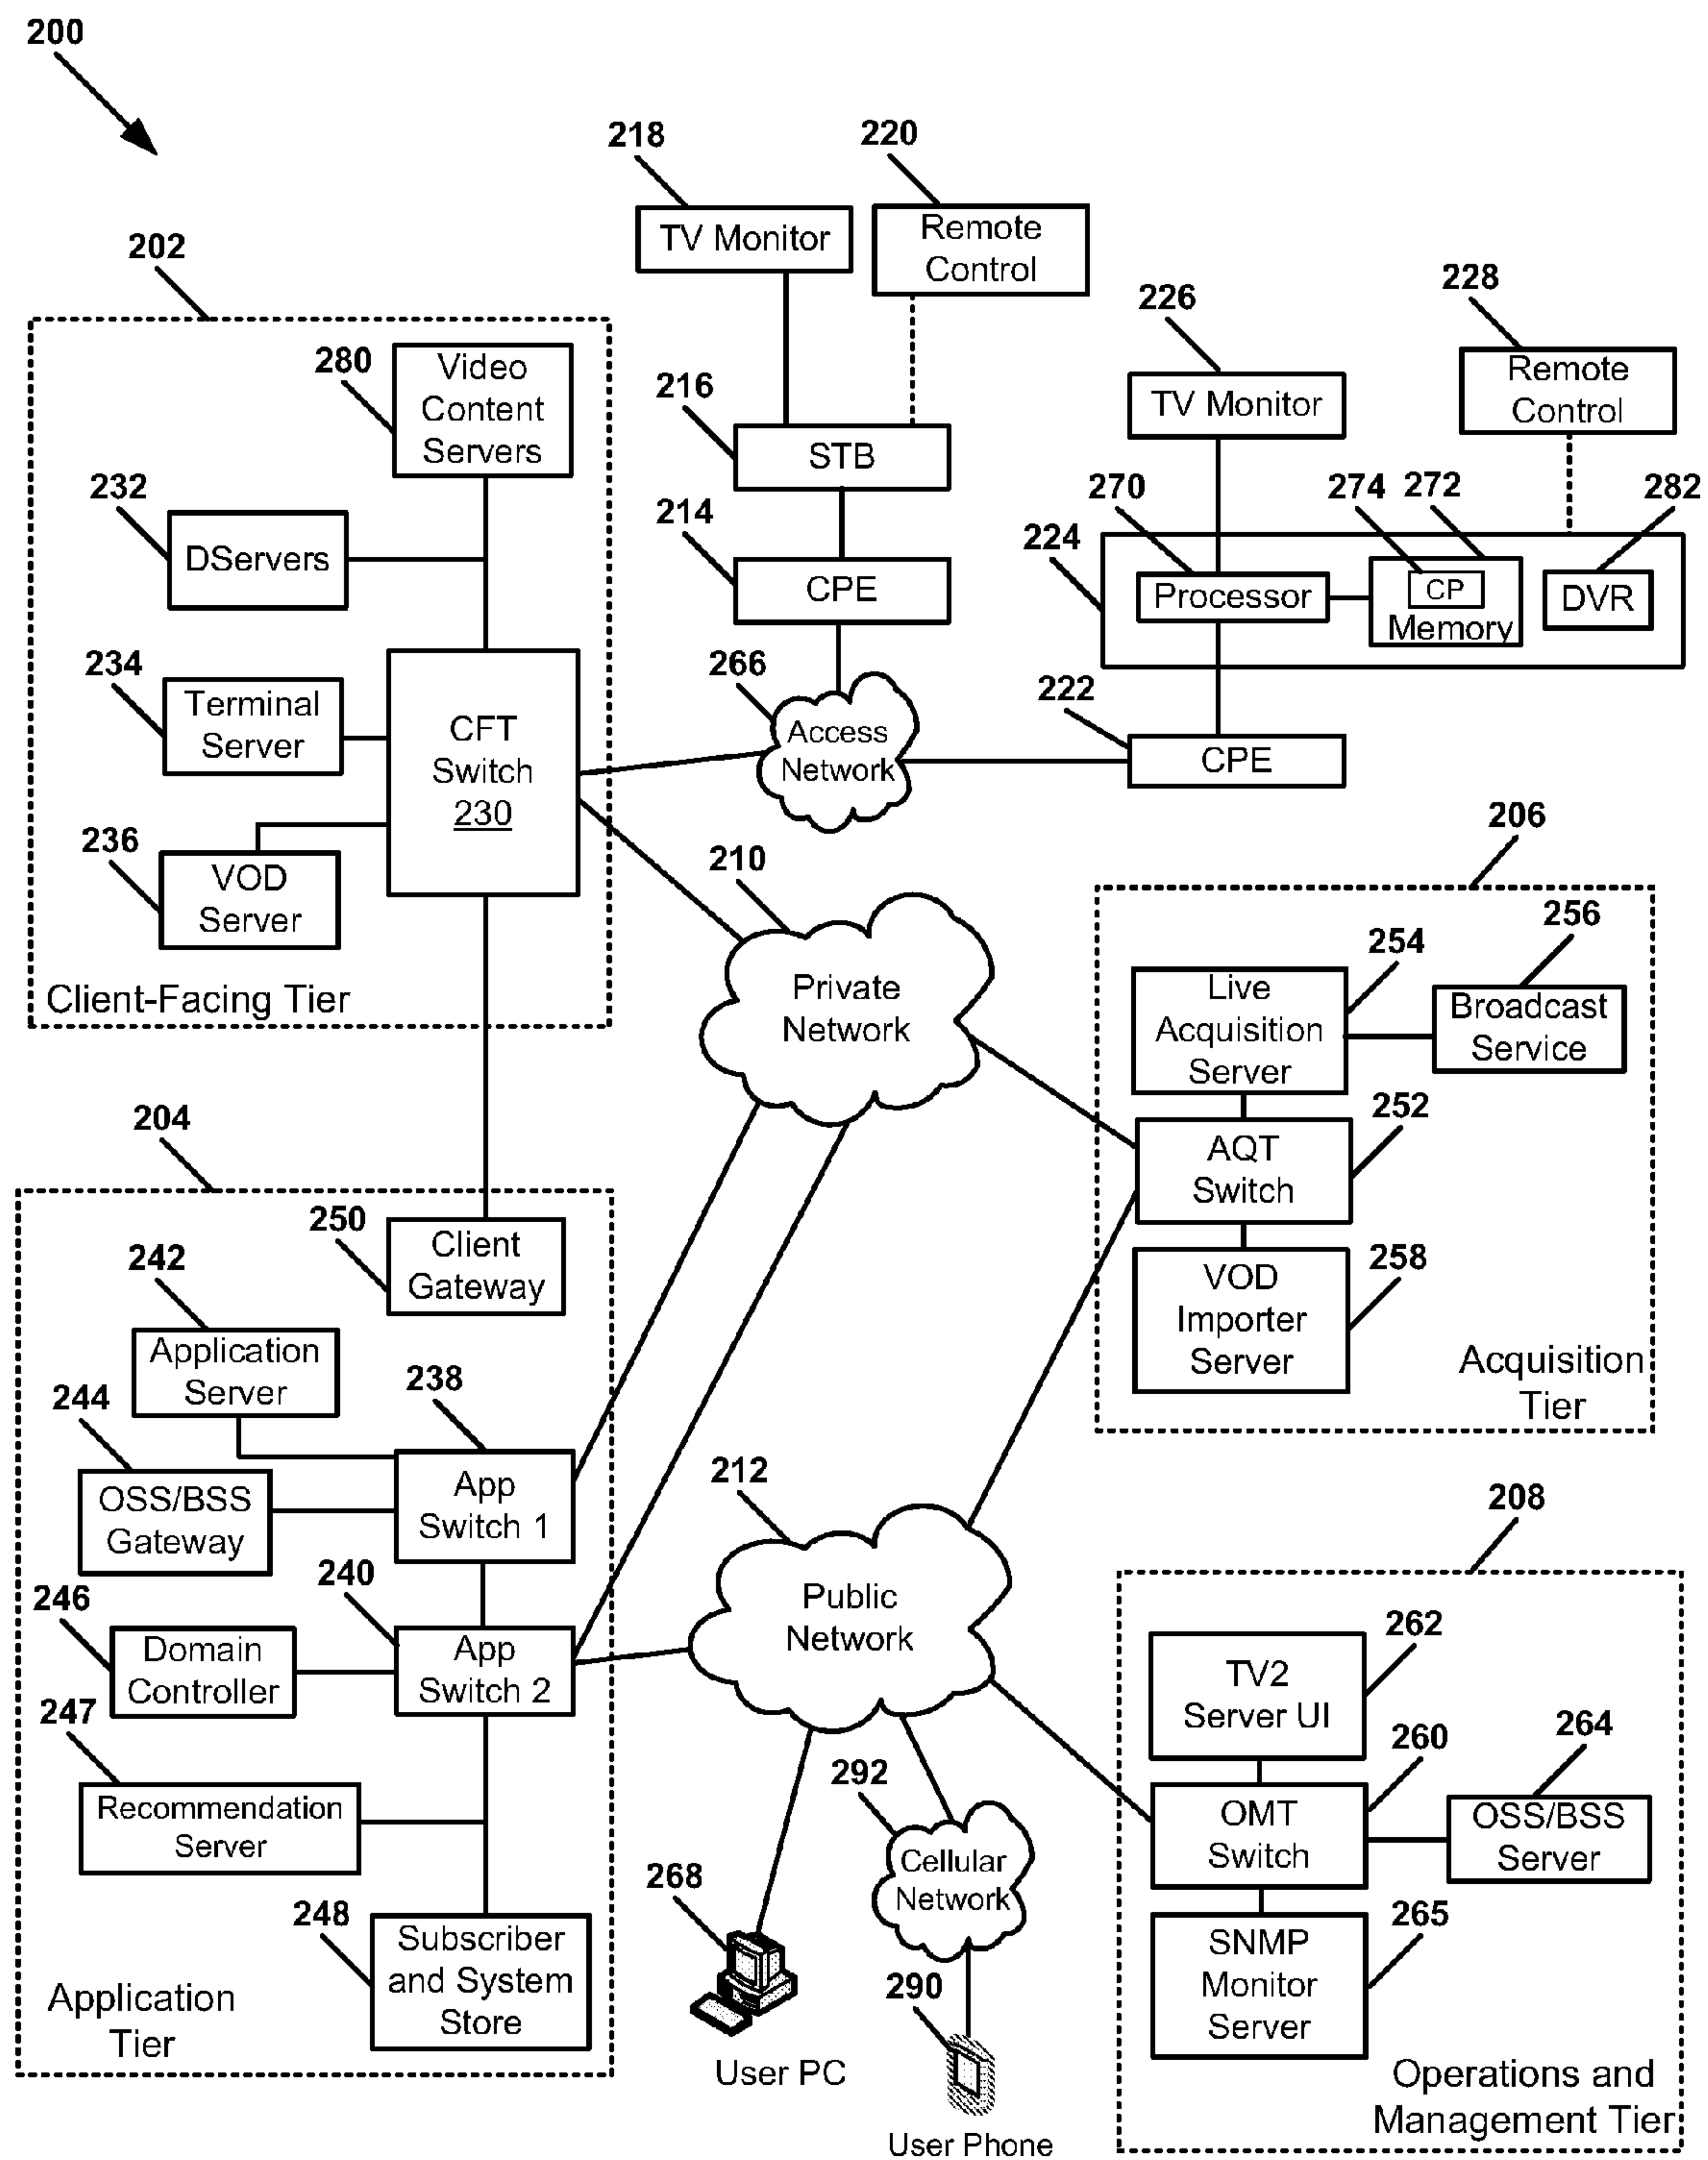 200
218
220
TV Monitor
Remote
Control
202
226
228
280
Video
Content
Servers
216
TV Monitor
Remote
Control
STB
232
DServers
214
270
274
272
282
224
CPE
Processor
CP
Memory
DVR
234
Terminal
Server
CFT
Switch
230
266
Access
Network
222
CPE
236
VOD
Server
210
206
Client-Facing Tier
Private
Network
254
256
Live
Acquisition
Server
Broadcast
Service
204
252
AQT
Switch
250
Client
Gateway
242
Application
Server
258
VOD
Importer
Server
Acquisition
Tier
244
238
OSS/BSS
Gateway
App
Switch 1
212
208
246
240
Domain
Controller
App
Switch 2
Public
Network
262
TV2
Server UI
247
Recommendation
Server
292
260
264
OMT
Switch
OSS/BSS
Server
Cellular
Network
268
248
Subscriber
and System
Store
265
SNMP
Monitor
Server
290
Application
Tier
User PC
User Phone
Operations and
Management Tier